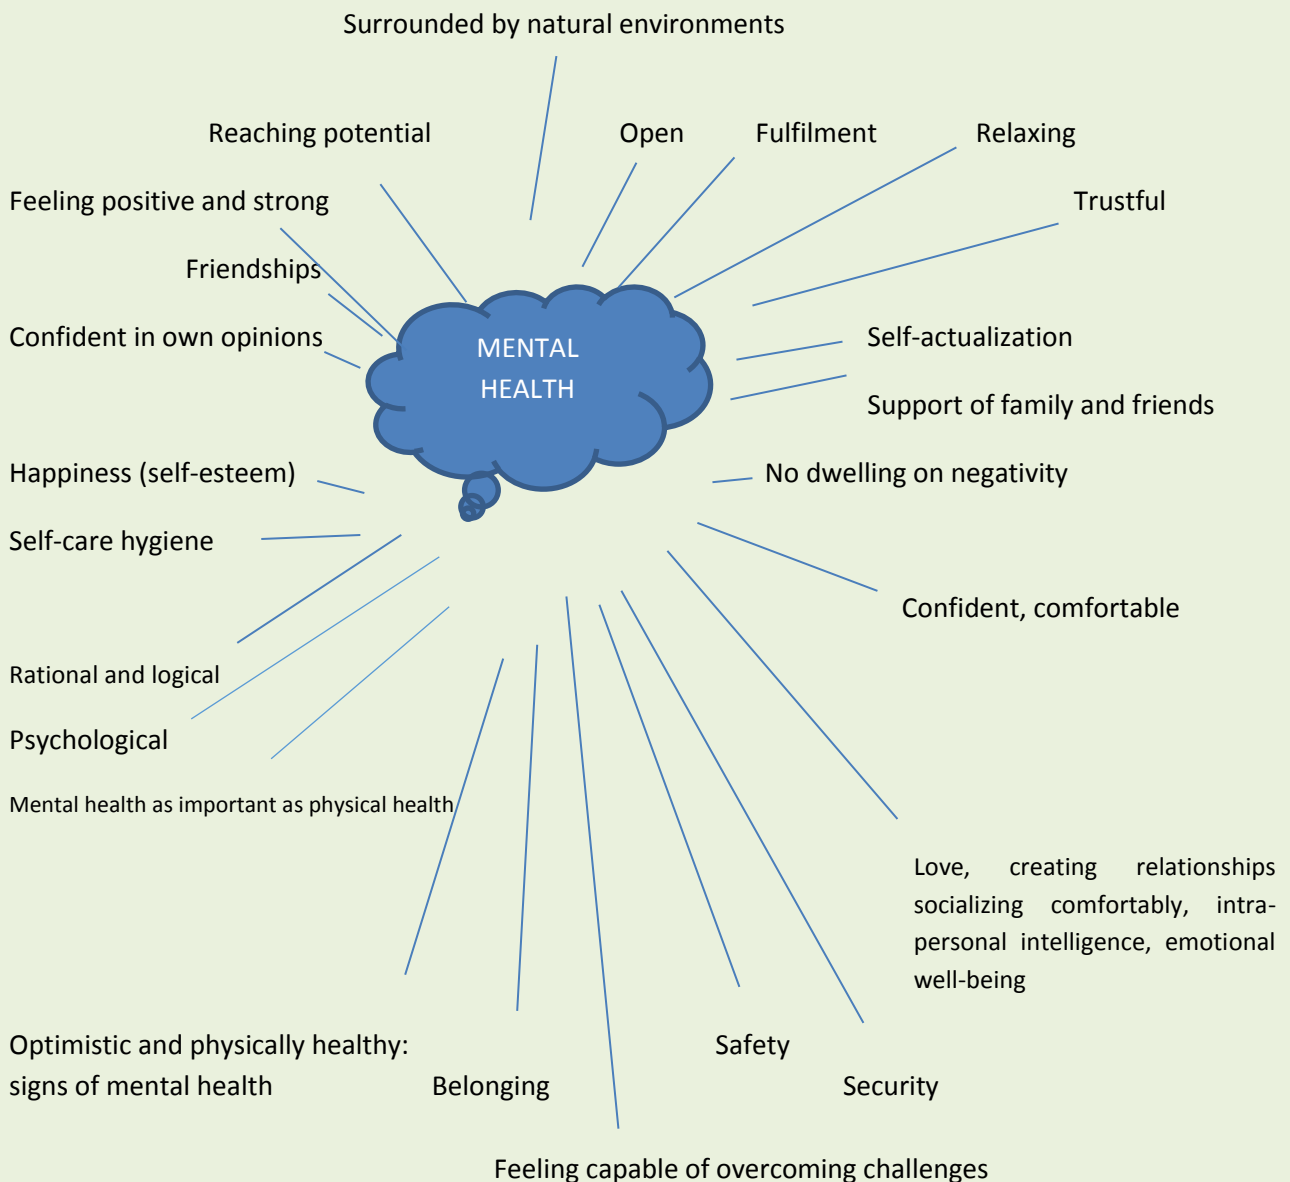 Surrounded by natural environments
Reaching potential
Open
Fulfilment
Relaxing
Feeling positive and strong
Trustful
Friendships
Confident in own opinions
MENTAL
HEALTH
Self-actualization
Support of family and friends
Happiness (self-esteem)
No dwelling on negativity
Self-care hygiene
Confident, comfortable
Rational and logical
Psychological
Mental health as important as physical health
Love, creating relationships
socializing comfortably, intra-
personal intelligence, emotional
well-being
Optimistic and physically healthy:
signs of mental health
Belonging
Safety
Security
Feeling capable of overcoming challenges